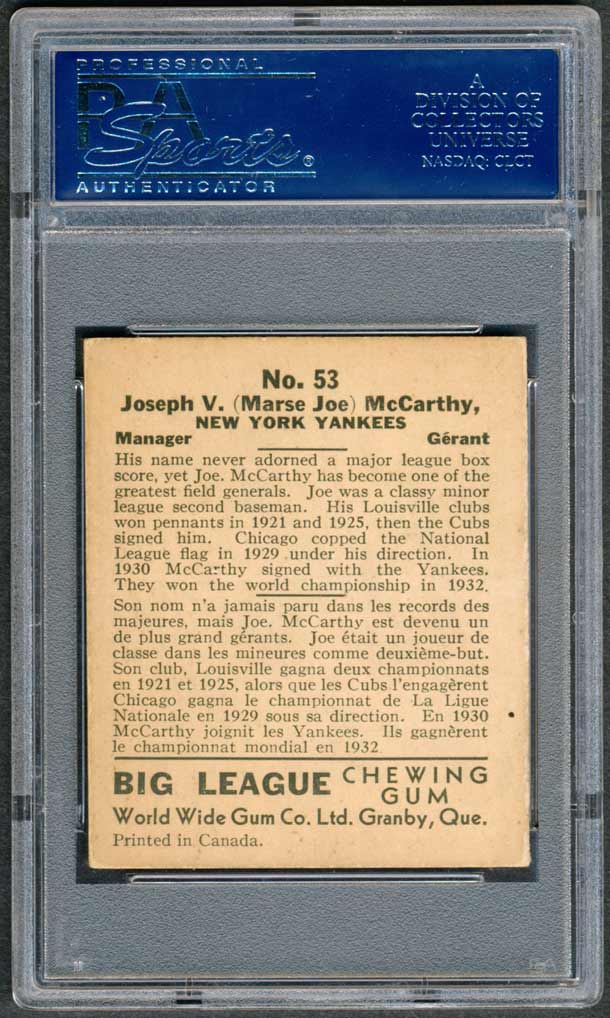 PROFESSIONAL
PSA
Sports®
AUTHENTICATOR
A
DIVISION OF
COLLECTORS
UNIVERSE
NASDAQ: CLCT
No. 53
Joseph V. (Marse Joe) McCarthy,
NEW YORK YANKEES
Manager Gérant
His name never adorned a major league box
score, yet Joe. McCarthy has become one of the
greatest field generals. Joe was a classy minor
league second baseman. His Louisville clubs
won pennants in 1921 and 1925, then the Cubs
signed him. Chicago copped the National
League flag in 1929 under his direction. In
1930 McCarthy signed with the Yankees.
They won the world championship in 1932.
Son nom n'a jamais paru dans les records des
majeures, mais Joe. McCarthy est devenu un
de plus grand gérants. Joe était un joueur de
classe dans les mineures comme deuxième-but.
Son club, Louisville gagna deux championnats
en 1921 et 1925, alors que les Cubs l'engagèrent
Chicago gagna le championnat de La Ligue
Nationale en 1929 sous sa direction. En 1930
McCarthy joignit les Yankees. Ils gagnèrent
le championnat mondial en 1932
BIG LEAGUE CHEWING
GUM
World Wide Gum Co. Ltd. Granby, Que.
Printed in Canada.